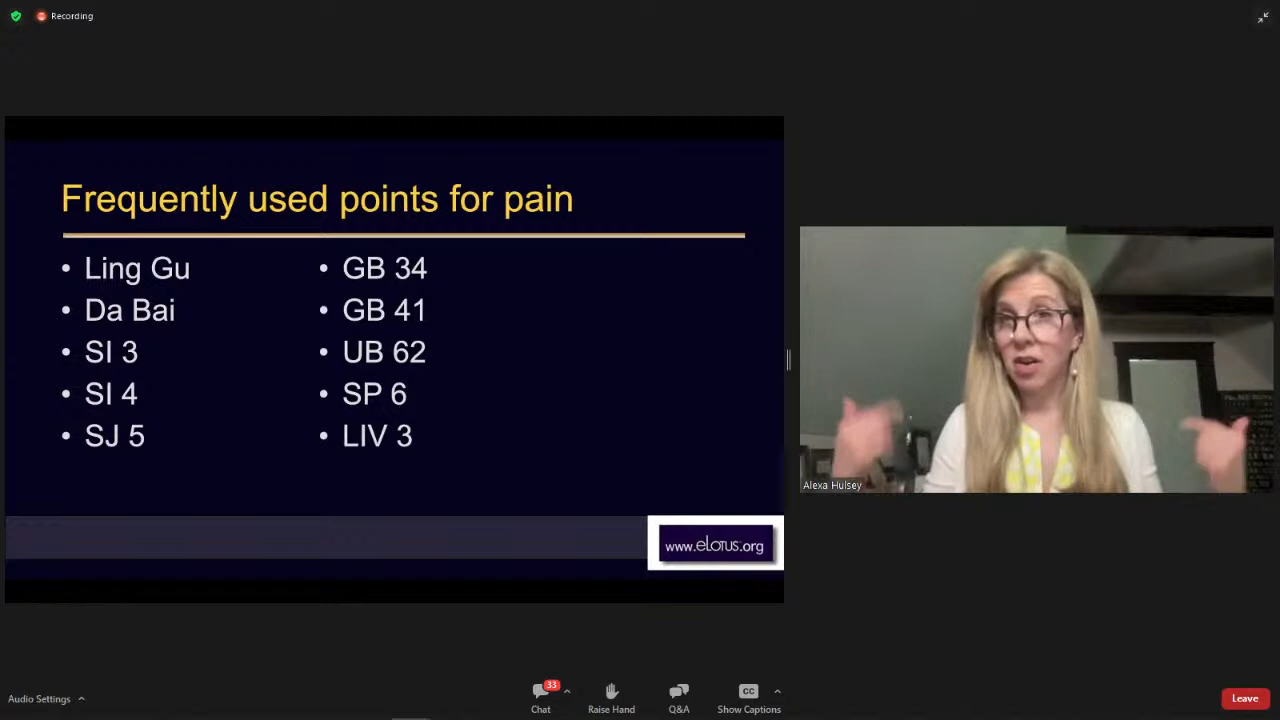 Recording
Frequently used points for pain
• Ling Gu
• Da Bai
• SI 3
• SI 4
• SJ 5
• GB 34
• GB 41
• UB 62
• SP 6
• LIV 3
www.eLotus.org
Alexa Hulsey
Audio Settings
33
Chat
Raise Hand
Q&A
CC
Show Captions
Leave